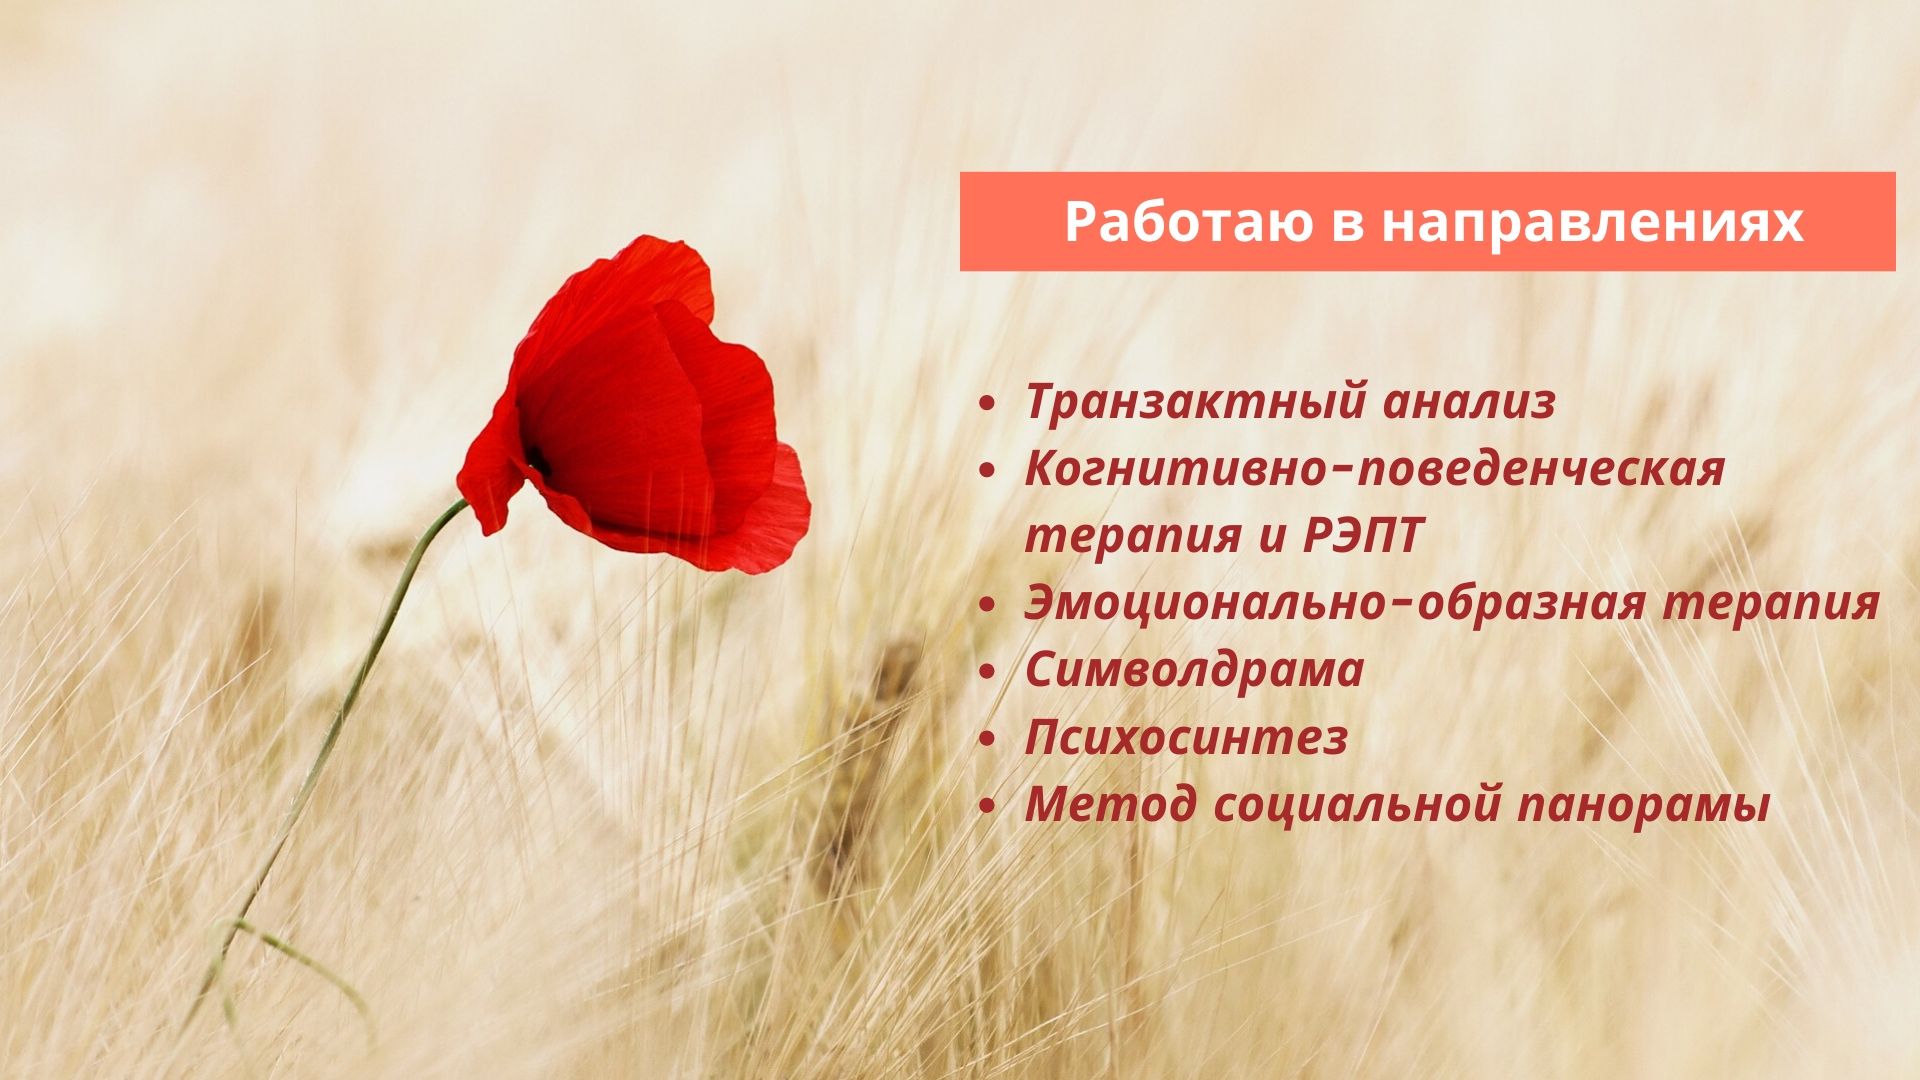 Работаю в направлениях
• Транзактный анализ
• Когнитивно-поведенческая
терапия и РЭПТ
• Эмоционально-образная терапия
• Символдрама
• Психосинтез
• Метод социальной панорамы